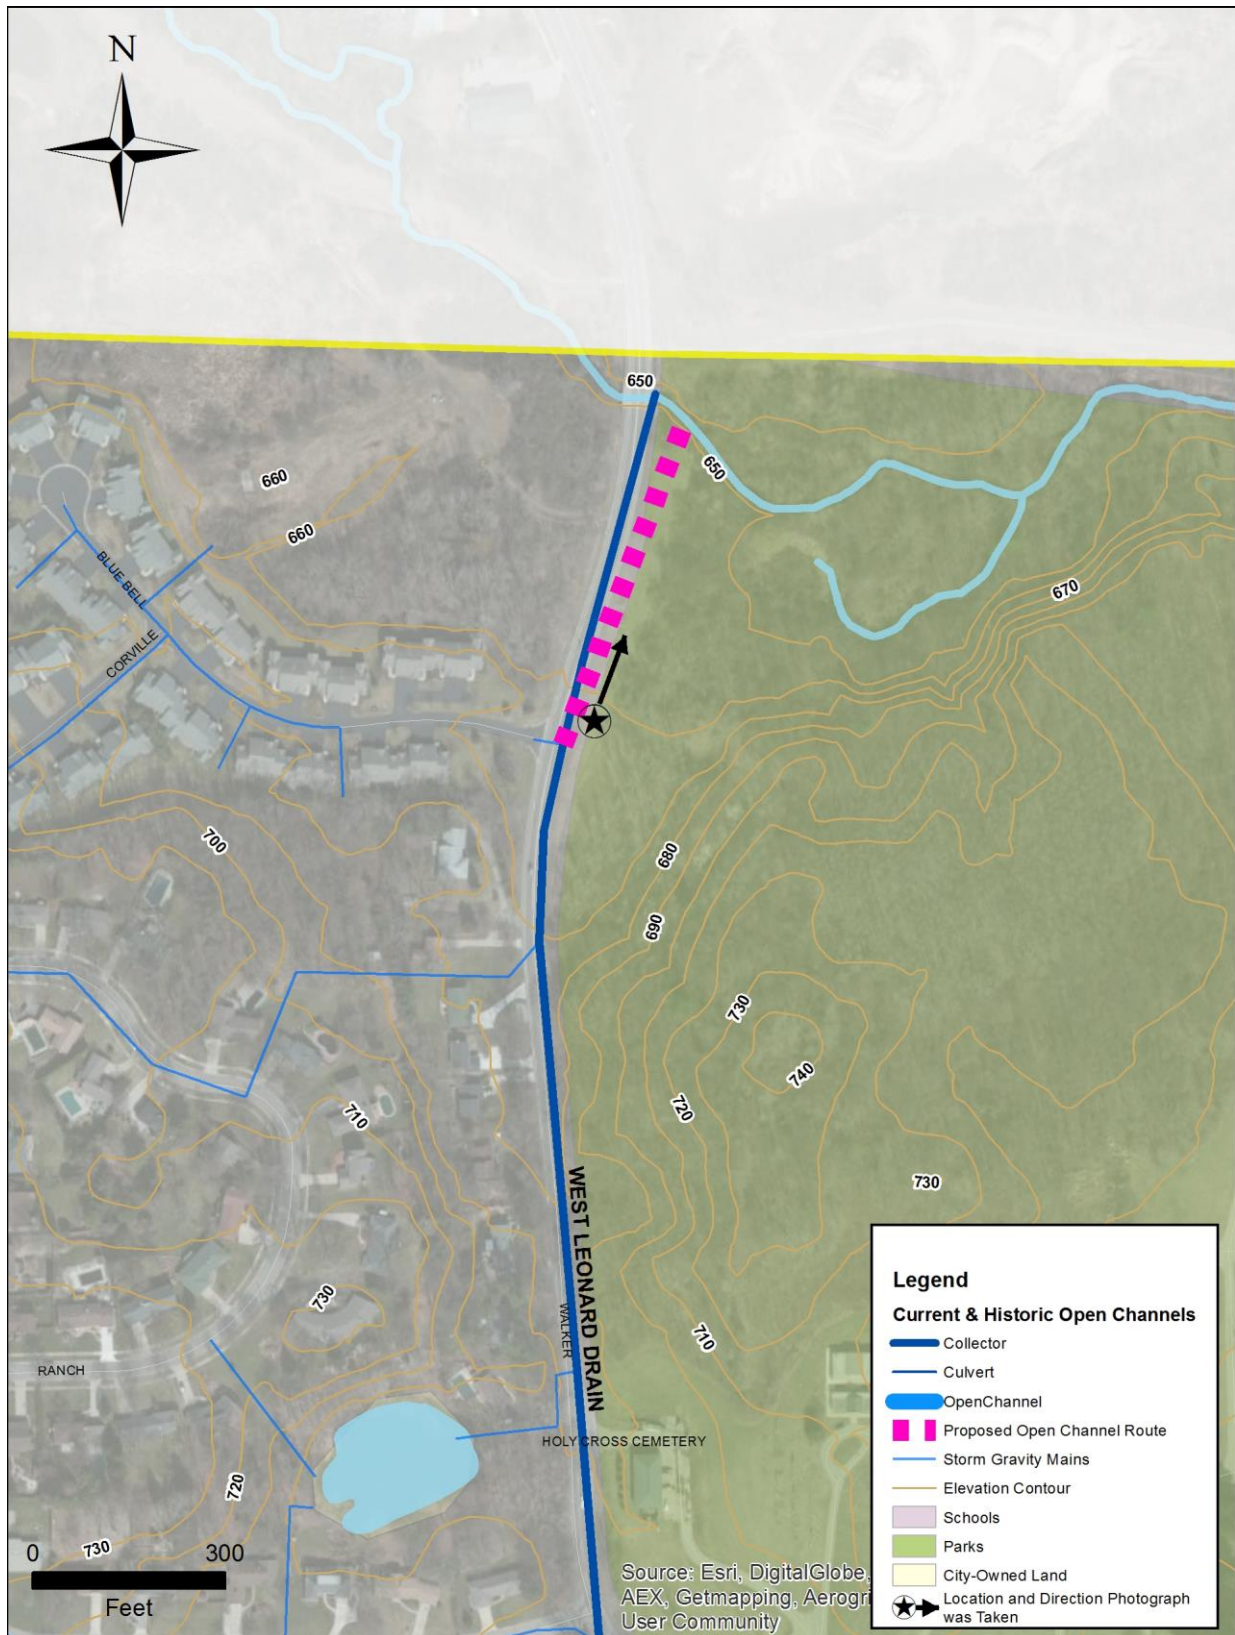 N
650
650
660
660
670
BLUE BELL
CORVILLE
700
680
690
730
740
720
710
WEST LEONARD DRAIN
WALKER
730
730
RANCH
710
HOLY CROSS CEMETERY
720
730
0 300
Feet
Source: Esri, DigitalGlobe,
AEX, Getmapping, Aerogri
User Community
Legend
Current & Historic Open Channels
Collector
Culvert
OpenChannel
Proposed Open Channel Route
Storm Gravity Mains
Elevation Contour
Schools
Parks
City-Owned Land
Location and Direction Photograph
was Taken